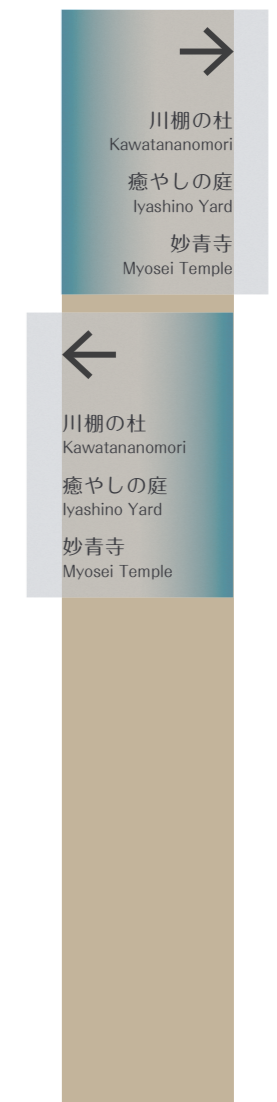 →
川棚の杜
Kawatananomori
癒やしの庭
Iyashino Yard
妙青寺
Myosei Temple
←
川棚の杜
Kawatananomori
癒やしの庭
Iyashino Yard
妙青寺
Myosei Temple